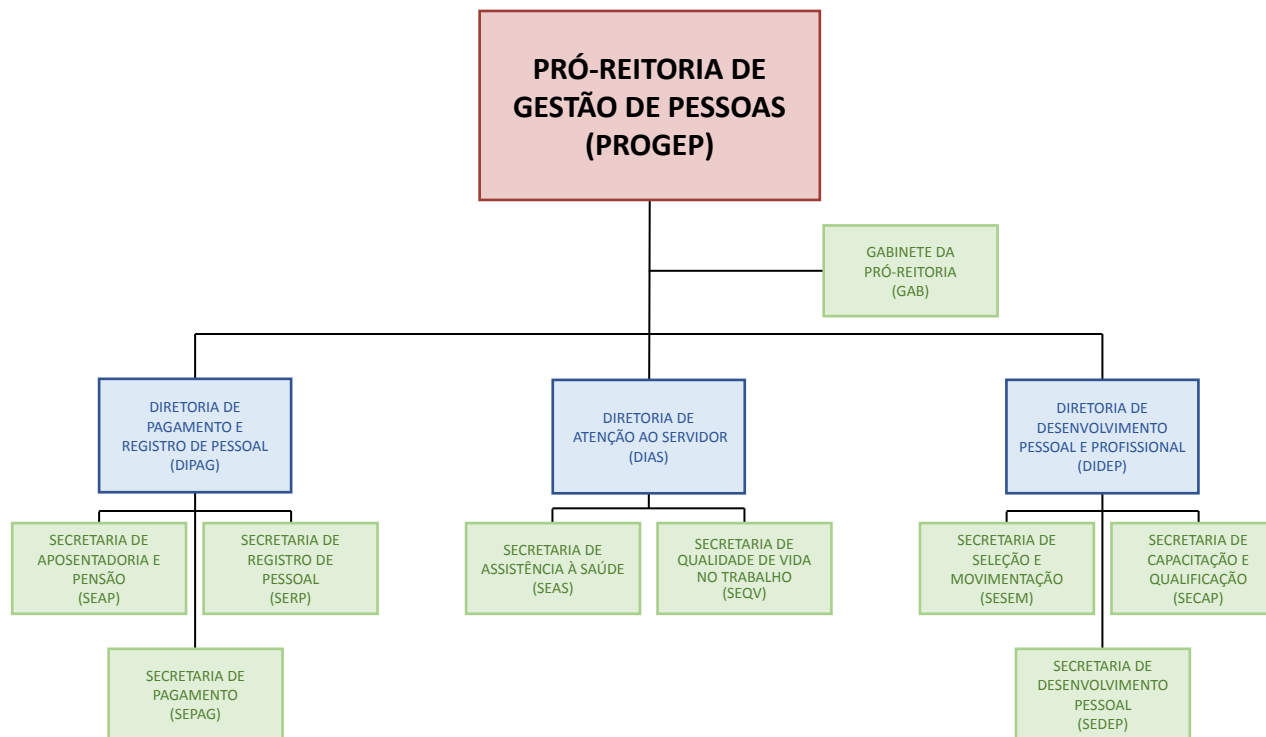 PRÓ-REITORIA DE
GESTÃO DE PESSOAS
(PROGEP)
GABINETE DA
PRÓ-REITORIA
(GAB)
DIRETORIA DE
PAGAMENTO E
REGISTRO DE PESSOAL
(DIPAG)
DIRETORIA DE
ATENÇÃO AO SERVIDOR
(DIAS)
DIRETORIA DE
DESENVOLVIMENTO
PESSOAL E PROFISSIONAL
(DIDEP)
SECRETARIA DE
APOSENTADORIA E
PENSÃO
(SEAP)
SECRETARIA DE
REGISTRO DE
PESSOAL
(SERP)
SECRETARIA DE
ASSISTÊNCIA À SAÚDE
(SEAS)
SECRETARIA DE
QUALIDADE DE VIDA
NO TRABALHO
(SEQV)
SECRETARIA DE
SELEÇÃO E
MOVIMENTAÇÃO
(SESEM)
SECRETARIA DE
CAPACITAÇÃO E
QUALIFICAÇÃO
(SECAP)
SECRETARIA DE
PAGAMENTO
(SEPAG)
SECRETARIA DE
DESENVOLVIMENTO
PESSOAL
(SEDEP)